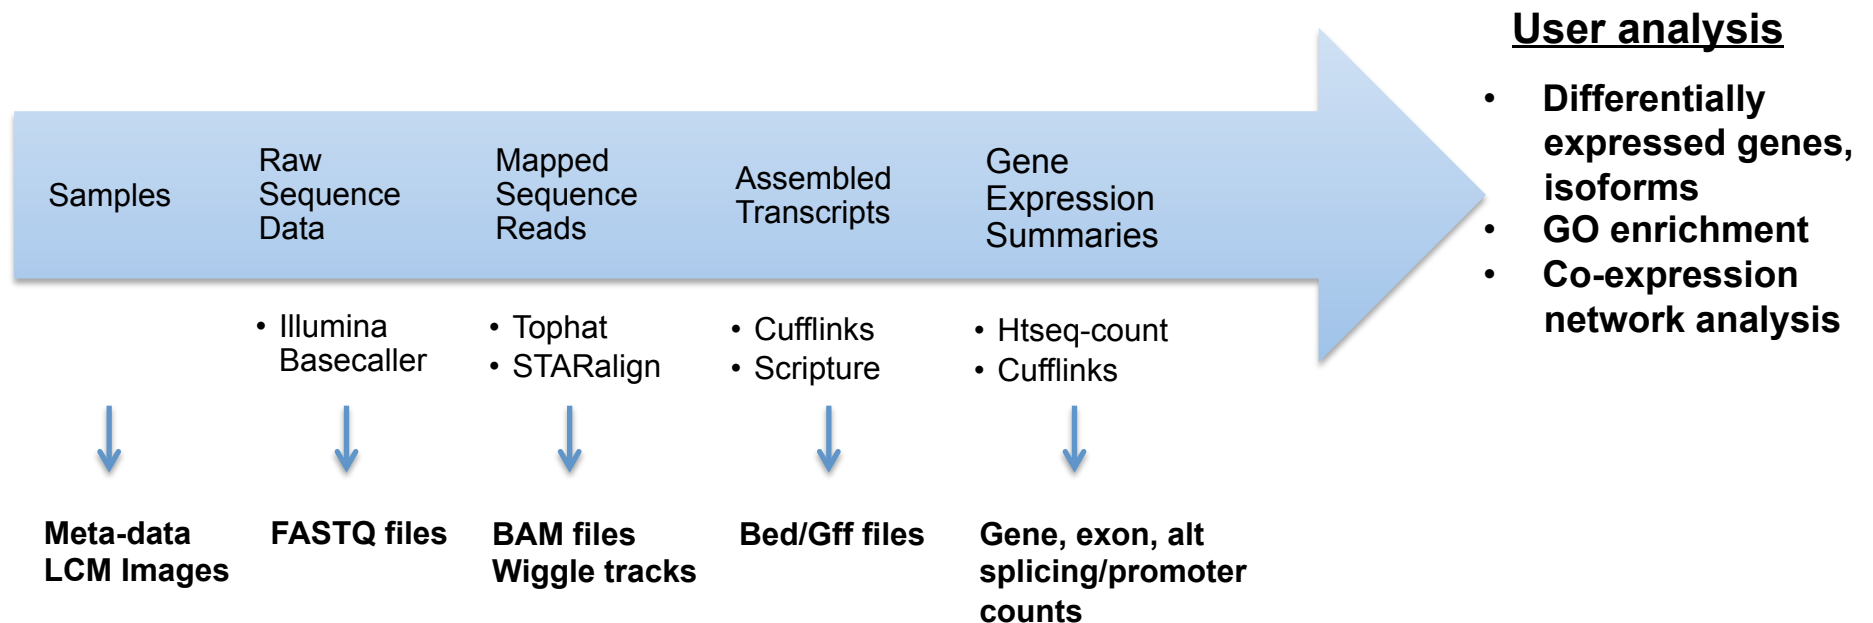 User analysis
• Differentially
expressed genes,
isoforms
• GO enrichment
• Co-expression
network analysis
Samples
Raw
Sequence
Data
Mapped
Sequence
Reads
Assembled
Transcripts
Gene
Expression
Summaries
• Illumina
Basecaller
• Tophat
• STARalign
• Cufflinks
• Scripture
• Htseq-count
• Cufflinks
Meta-data
LCM Images
FASTQ files
BAM files
Wiggle tracks
Bed/Gff files
Gene, exon, alt
splicing/promoter
counts